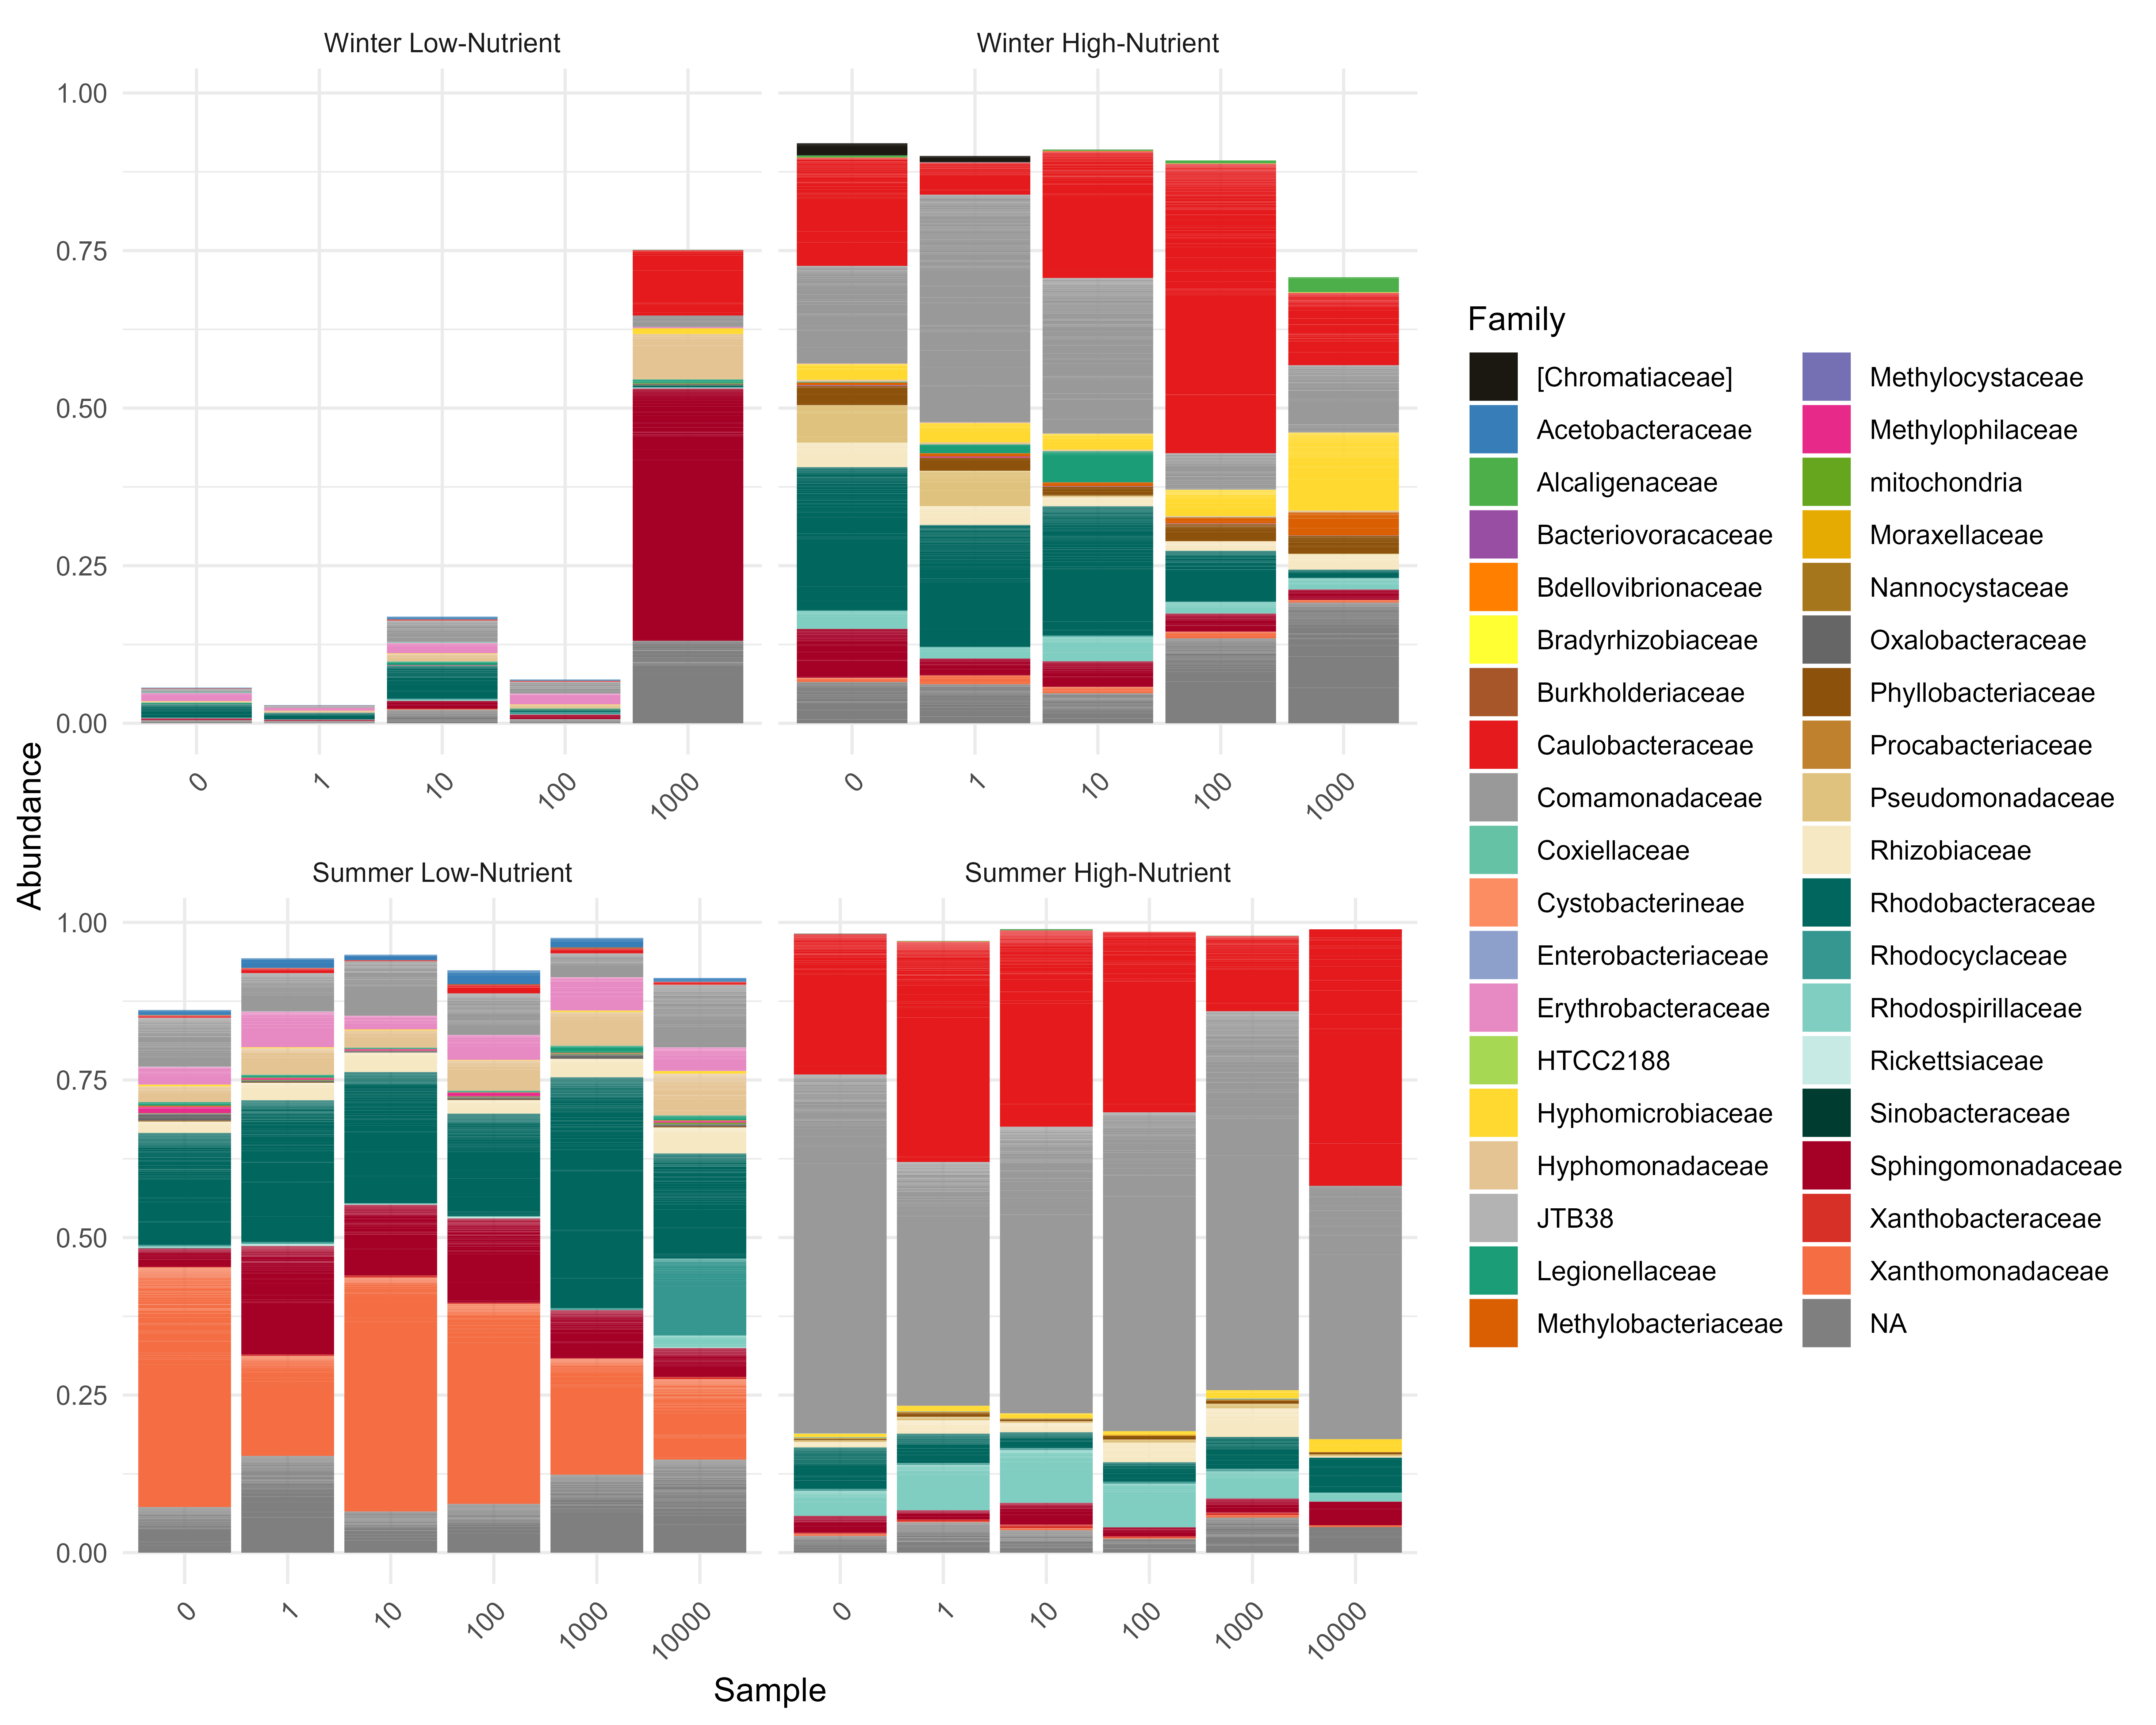 Winter Low-Nutrient
Winter High-Nutrient
1.00
0.75
0.50
0.25
0.00
0
1
10
100
1000
0
1
10
100
1000
Abundance
Summer Low-Nutrient
Summer High-Nutrient
1.00
0.75
0.50
0.25
0.00
0
1
10
100
1000
10000
0
1
10
100
1000
10000
Sample
Family
[Chromatiaceae]
Acetobacteraceae
Alcaligenaceae
Bacteriovoracaceae
Bdellovibrionaceae
Bradyrhizobiaceae
Burkholderiaceae
Caulobacteraceae
Comamonadaceae
Coxiellaceae
Cystobacterineae
Enterobacteriaceae
Erythrobacteraceae
HTCC2188
Hyphomicrobiaceae
Hyphomonadaceae
JTB38
Legionellaceae
Methylobacteriaceae
Methylocystaceae
Methylophilaceae
mitochondria
Moraxellaceae
Nannocystaceae
Oxalobacteraceae
Phyllobacteriaceae
Procabacteriaceae
Pseudomonadaceae
Rhizobiaceae
Rhodobacteraceae
Rhodocyclaceae
Rhodospirillaceae
Rickettsiaceae
Sinobacteraceae
Sphingomonadaceae
Xanthobacteraceae
Xanthomonadaceae
NA